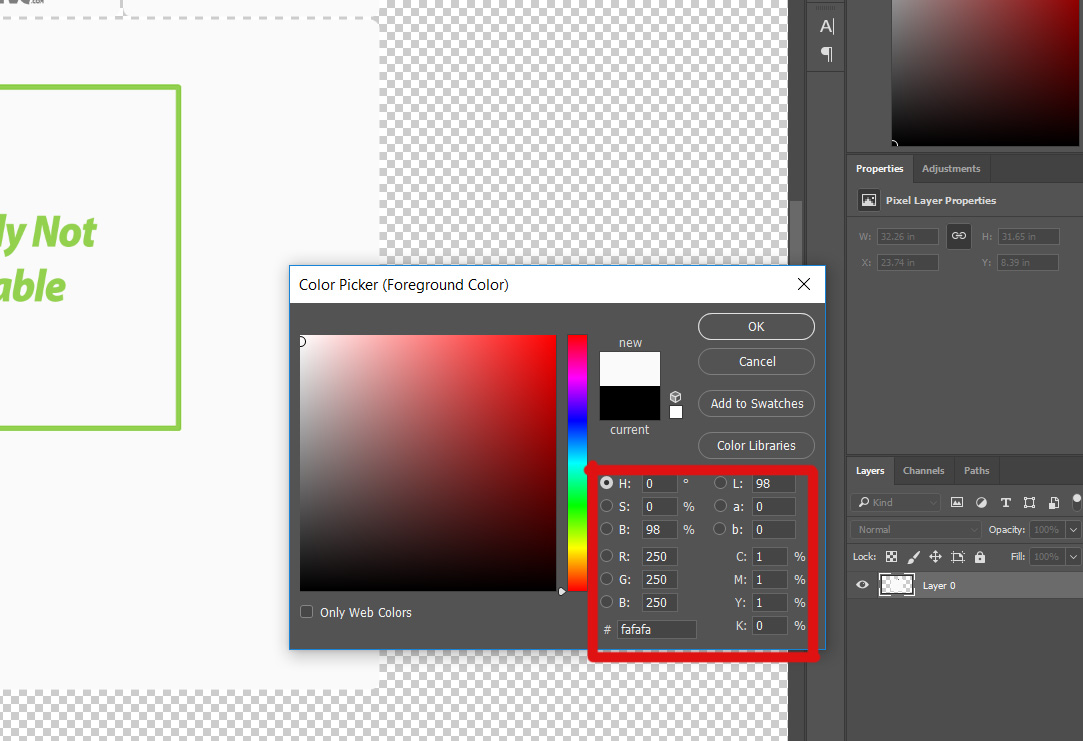 .com
A|
¶
ly Not
able
Properties
Adjustments
Pixel Layer Properties
W: 32.26 in
H: 31.65 in
X: 23.74 in
Y: 8.39 in
Color Picker (Foreground Color)
new
current
OK
Cancel
Add to Swatches
Color Libraries
H: 0 °
L: 98
S: 0 %
a: 0
B: 98 %
b: 0
R: 250
C: 1 %
G: 250
M: 1 %
B: 250
Y: 1 %
# fafafa
K: 0 %
Only Web Colors
Layers
Channels
Paths
Kind
T
Normal
Opacity: 100%
Lock:
Fill: 100%
Layer 0